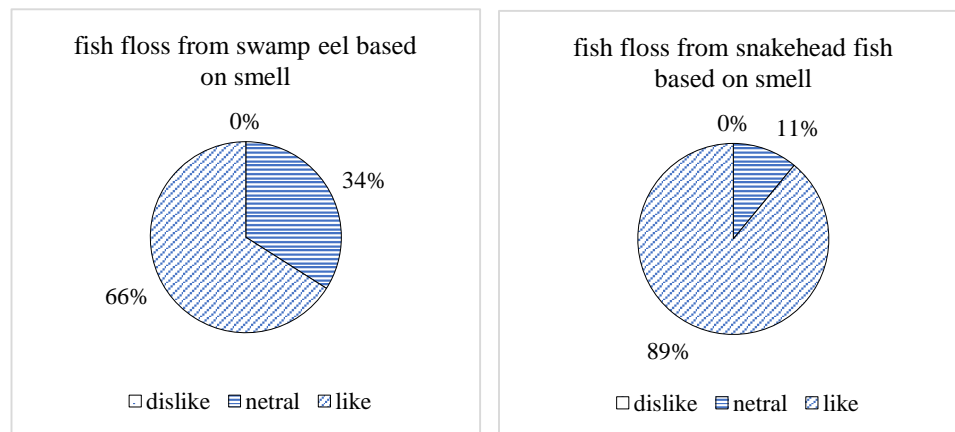 fish floss from swamp eel based
on smell
0%
34%
66%
dislike netral like
fish floss from snakehead fish
based on smell
0%
11%
89%
dislike netral like